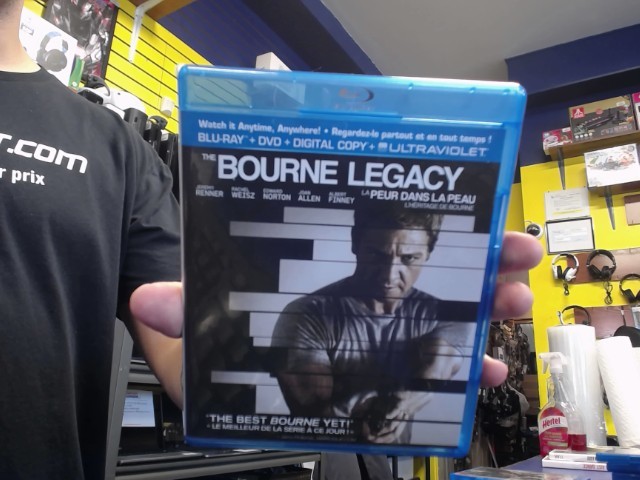 r.com
r prix
Watch it Anytime, Anywhere! • Regardez-le partout et en tout temps !
BLU-RAY + DVD + DIGITAL COPY + ULTRAVIOLET
THE BOURNE LEGACY
JEREMY RENNER RACHEL WEISZ EDWARD NORTON JOAN ALLEN ALBERT FINNEY
LA PEUR DANS LA PEAU
L'HÉRITAGE DE BOURNE
"THE BEST BOURNE YET!"
« LE MEILLEUR DE LA SÉRIE À CE JOUR ! »
Hertel